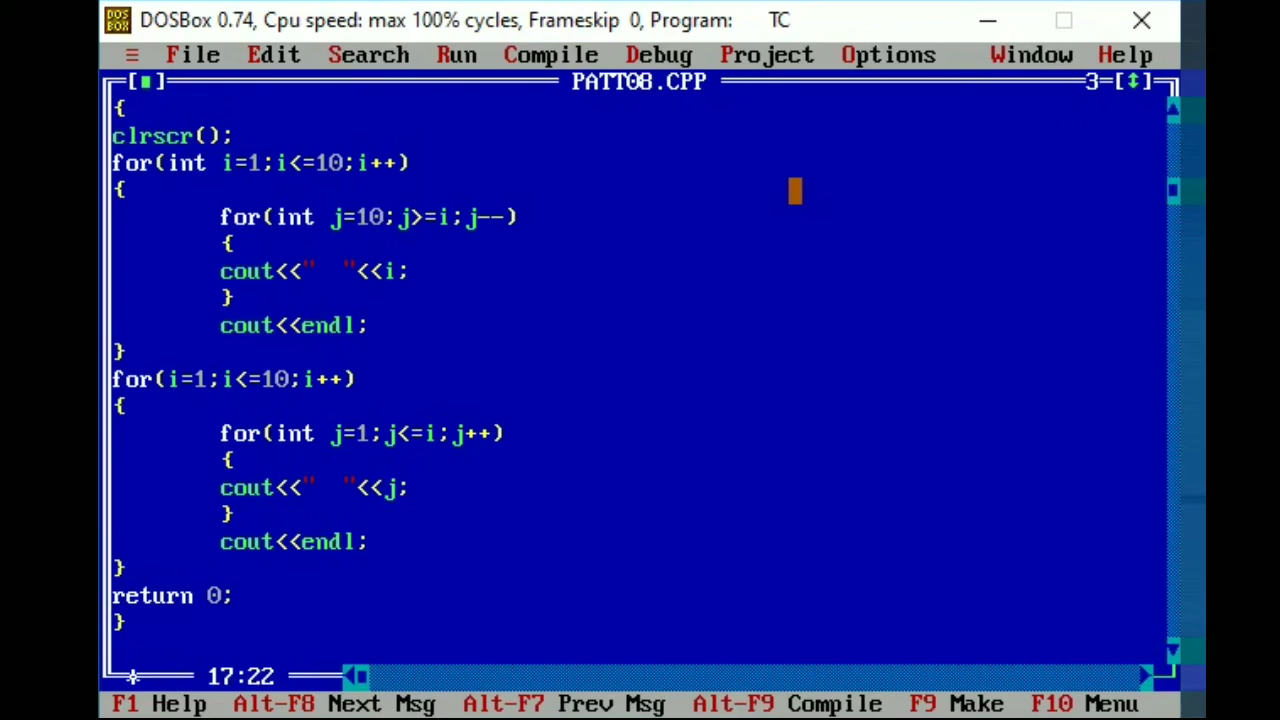 DOSBox 0.74, Cpu speed: max 100% cycles, Frameskip 0, Program: TC
≡ File Edit Search Run Compile Debug Project Options Window Help
[■] PATT08.CPP 3=[↕]
{
clrscr();
for(int i=1;i<=10;i++)
{
for(int j=10;j>=i;j--)
{
cout<<"  "<<i;
}
cout<<endl;
}
for(i=1;i<=10;i++)
{
for(int j=1;j<=i;j++)
{
cout<<"  "<<j;
}
cout<<endl;
}
return 0;
}
17:22
F1 Help Alt-F8 Next Msg Alt-F7 Prev Msg Alt-F9 Compile F9 Make F10 Menu